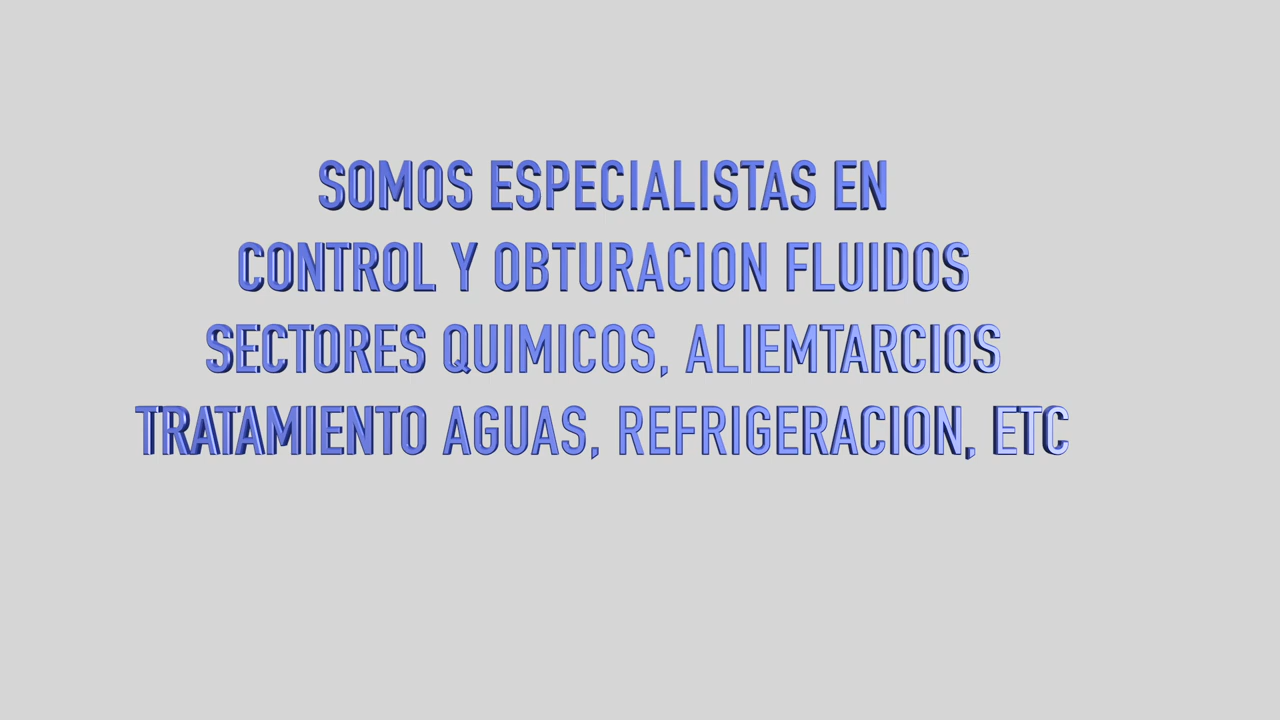 SOMOS ESPECIALISTAS EN
CONTROL Y OBTURACION FLUIDOS
SECTORES QUIMICOS, ALIEMTARCIOS
TRATAMIENTO AGUAS, REFRIGERACION, ETC